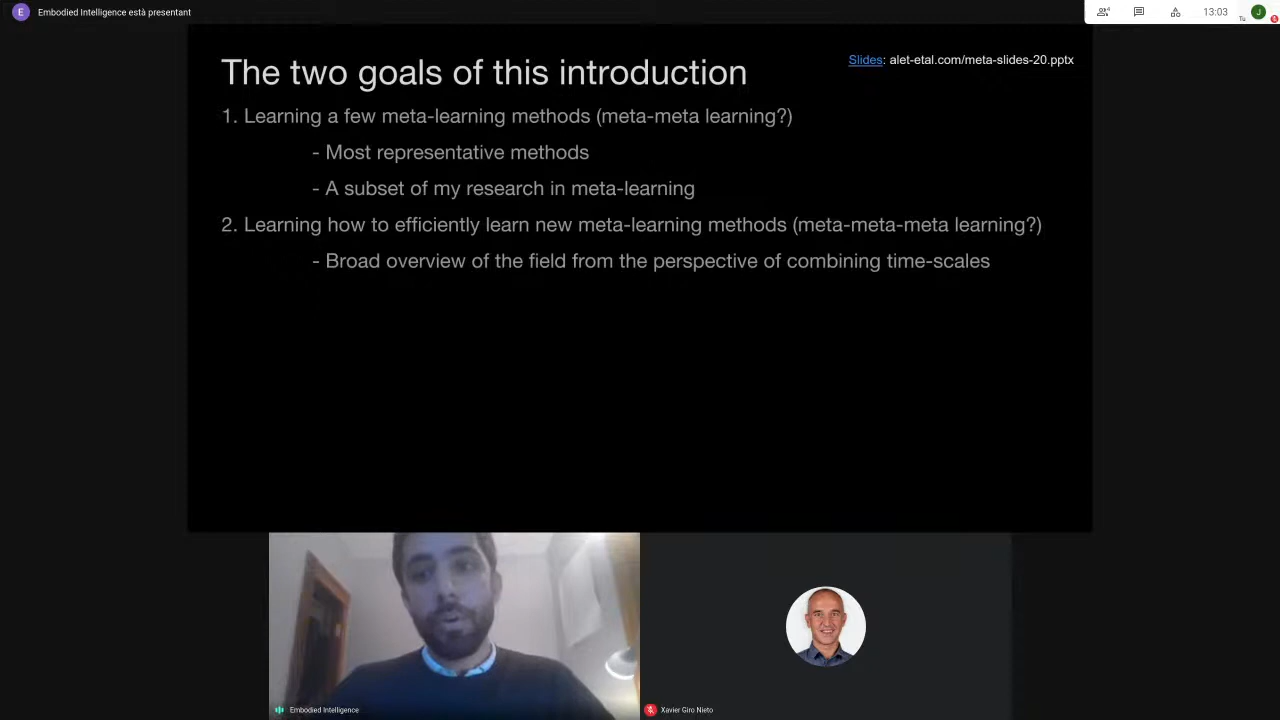 E Embodied Intelligence està presentant
4
13:03
Tu
J
The two goals of this introduction
Slides: alet-etal.com/meta-slides-20.pptx
1. Learning a few meta-learning methods (meta-meta learning?)
- Most representative methods
- A subset of my research in meta-learning
2. Learning how to efficiently learn new meta-learning methods (meta-meta-meta learning?)
- Broad overview of the field from the perspective of combining time-scales
Embodied Intelligence
Xavier Giro Nieto